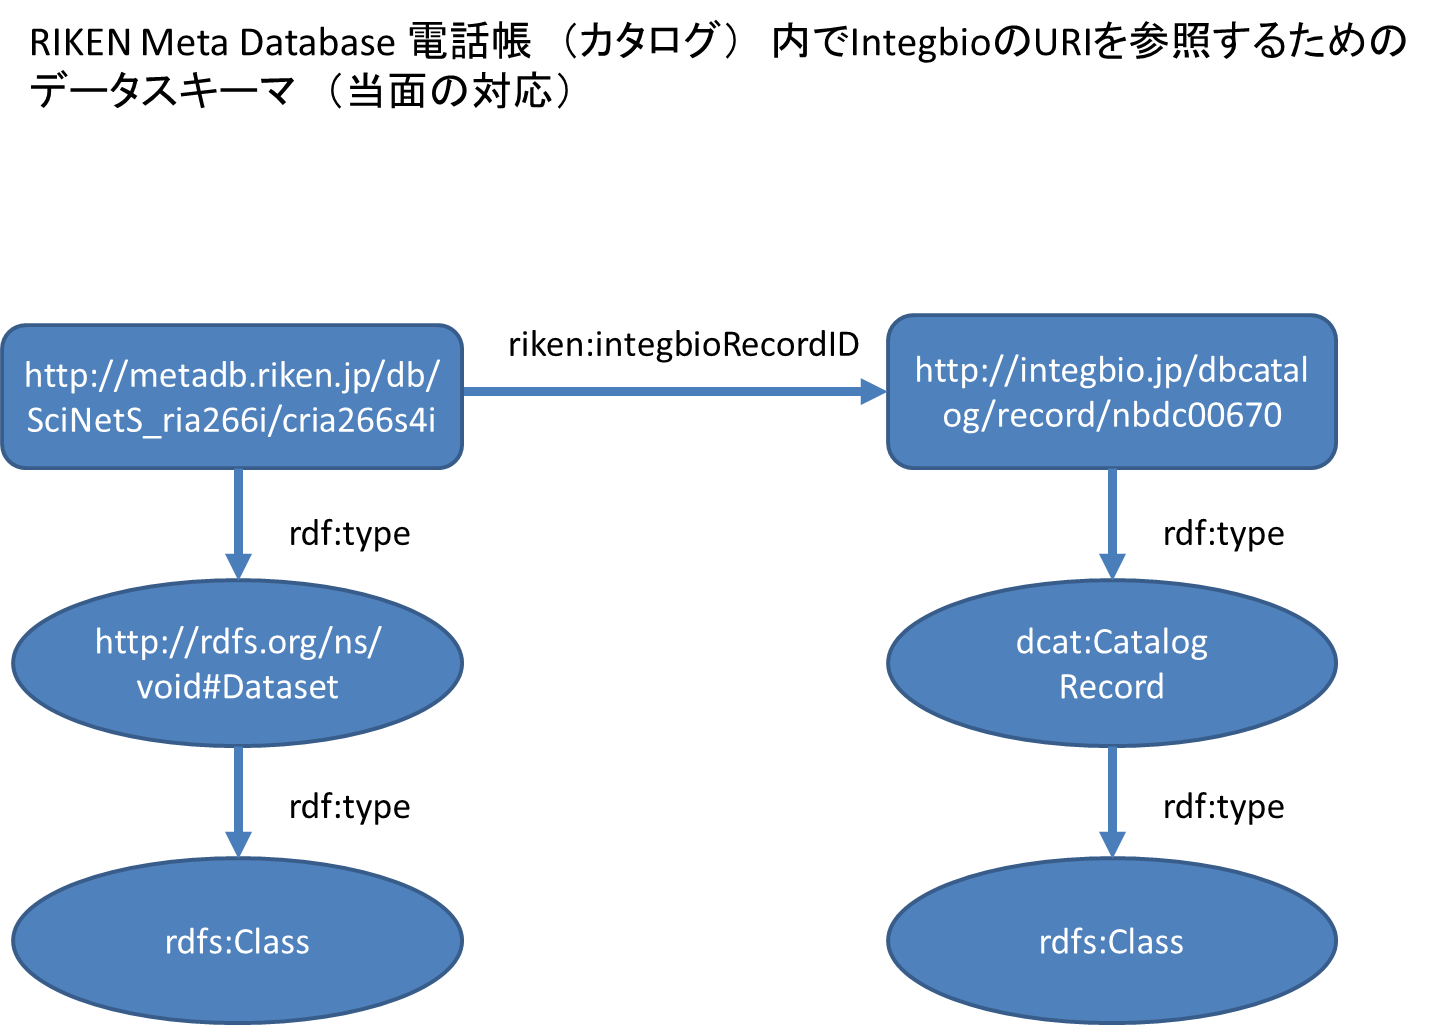 RIKEN Meta Database 電話帳 （カタログ） 内でIntegbioのURIを参照するための
データスキーマ （当面の対応）
riken:integbioRecordID
http://metadb.riken.jp/db/
SciNetS_ria266i/cria266s4i
http://integbio.jp/dbcatal
og/record/nbdc00670
rdf:type
rdf:type
http://rdfs.org/ns/
void#Dataset
dcat:Catalog
Record
rdf:type
rdf:type
rdfs:Class
rdfs:Class